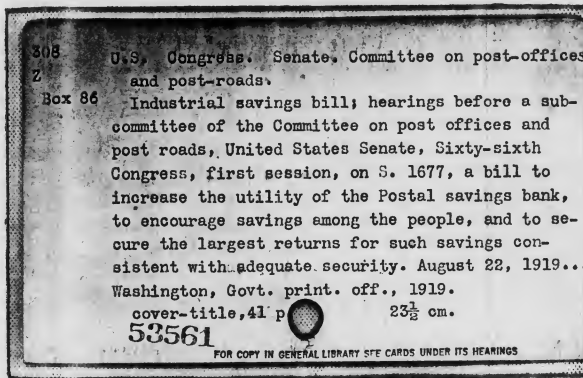 308
Z
Box 86
U.S. Congress. Senate. Committee on post-offices
and post-roads.
Industrial savings bill; hearings before a sub-
committee of the Committee on post offices and
post roads, United States Senate, Sixty-sixth
Congress, first session, on S. 1677, a bill to
increase the utility of the Postal savings bank,
to encourage savings among the people, and to se-
cure the largest returns for such savings con-
sistent with adequate security. August 22, 1919...
Washington, Govt. print. off., 1919.
cover-title, 41 p 23½ cm.
53561
FOR COPY IN GENERAL LIBRARY SEE CARDS UNDER ITS HEARINGS